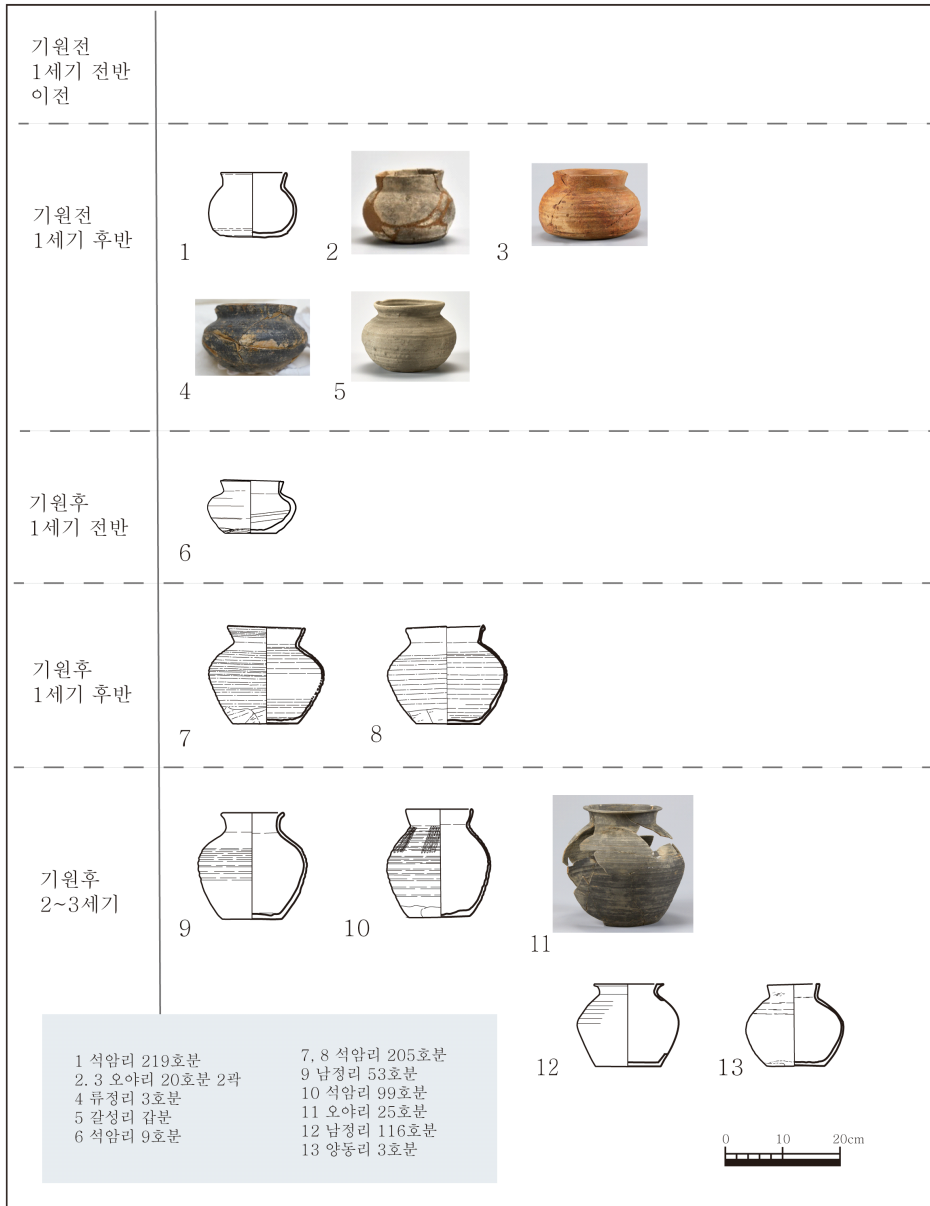 기원전
1세기 전반
이전
기원전
1세기 후반
1
2
3
4
5
기원후
1세기 전반
6
기원후
1세기 후반
7
8
기원후
2~3세기
9
10
11
12
13
1 석암리 219호분
2. 3 오야리 20호분 2곽
4 류정리 3호분
5 갈성리 갑분
6 석암리 9호분
7, 8 석암리 205호분
9 남정리 53호분
10 석암리 99호분
11 오야리 25호분
12 남정리 116호분
13 양동리 3호분
0 10 20cm